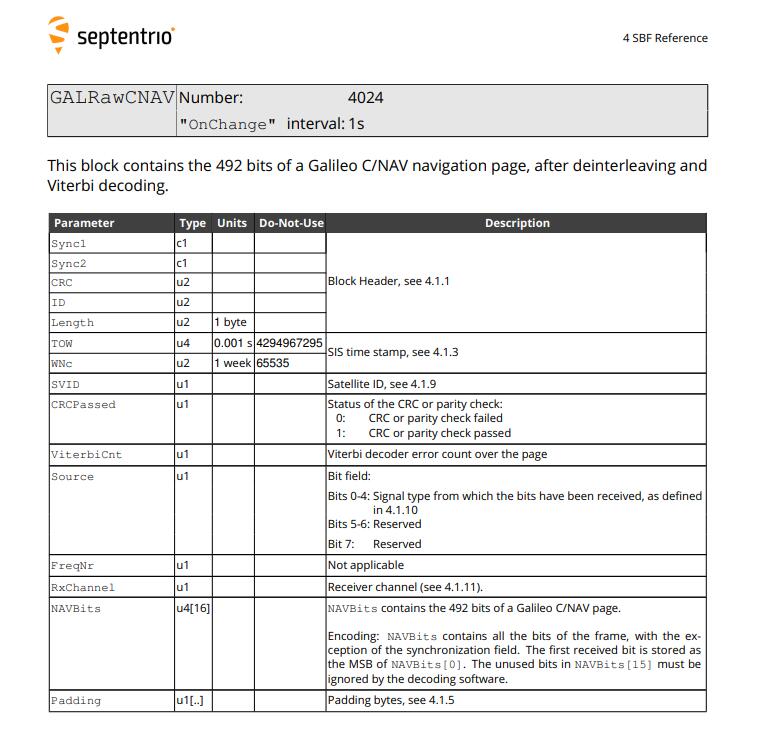 septentrio
4 SBF Reference
GALRawCNAV Number: 4024
"OnChange" interval: 1s
This block contains the 492 bits of a Galileo C/NAV navigation page, after deinterleaving and
Viterbi decoding.
Parameter Type Units Do-Not-Use Description
Sync1 c1
Sync2 c1
CRC u2 Block Header, see 4.1.1
ID u2
Length u2 1 byte
TOW u4 0.001 s 4294967295
SIS time stamp, see 4.1.3
WNc u2 1 week 65535
SVID u1 Satellite ID, see 4.1.9
CRCPassed u1 Status of the CRC or parity check:
0: CRC or parity check failed
1: CRC or parity check passed
ViterbiCnt u1 Viterbi decoder error count over the page
Source u1 Bit field:
Bits 0-4: Signal type from which the bits have been received, as defined
in 4.1.10
Bits 5-6: Reserved
Bit 7: Reserved
FreqNr u1 Not applicable
RxChannel u1 Receiver channel (see 4.1.11).
NAVBits u4[16] NAVBits contains the 492 bits of a Galileo C/NAV page.
Encoding: NAVBits contains all the bits of the frame, with the ex-
ception of the synchronization field. The first received bit is stored as
the MSB of NAVBits[0]. The unused bits in NAVBits[15] must be
ignored by the decoding software.
Padding u1[..] Padding bytes, see 4.1.5